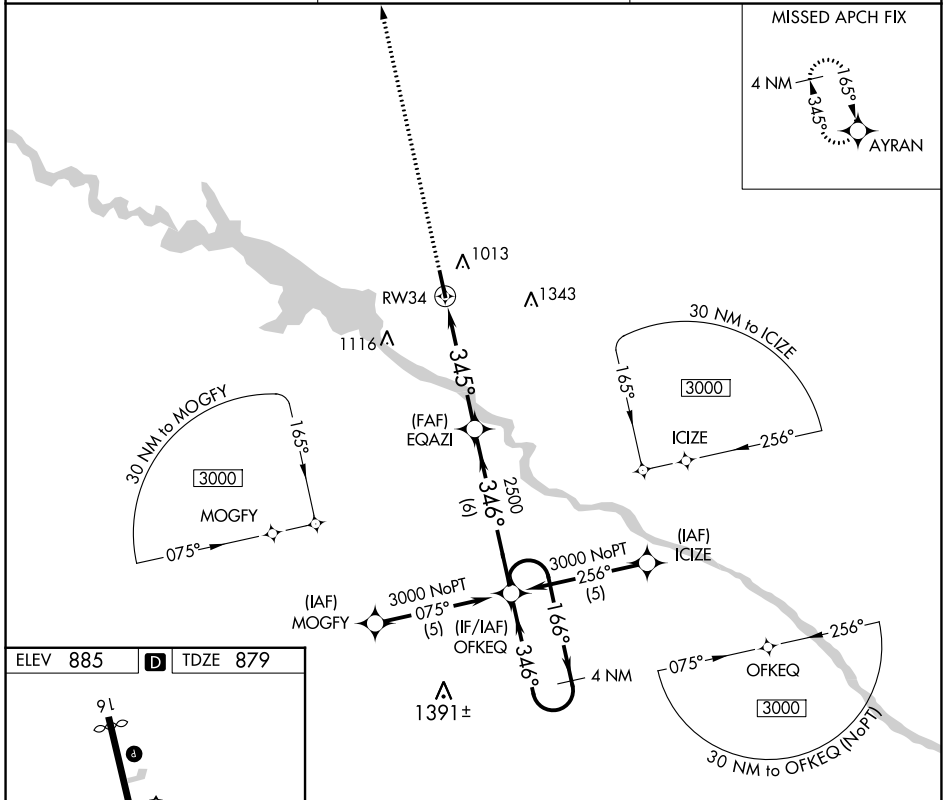 MISSED APCH FIX
4 NM
165°
345°
AYRAN
1013
RW34
1343
1116
30 NM to ICIZE
165°
3000
ICIZE
256°
345°
(FAF)
EQAZI
30 NM to MOGFY
165°
3000
MOGFY
075°
2500
346°
(6)
(IAF)
ICIZE
3000 NoPT
256°
(5)
3000 NoPT
075°
(5)
(IAF)
MOGFY
(IF/IAF)
OFKEQ
166°
346°
4 NM
1391±
256°
075°
OFKEQ
3000
30 NM to OFKEQ (NoPT)
ELEV 885
D
TDZE 879
16
P